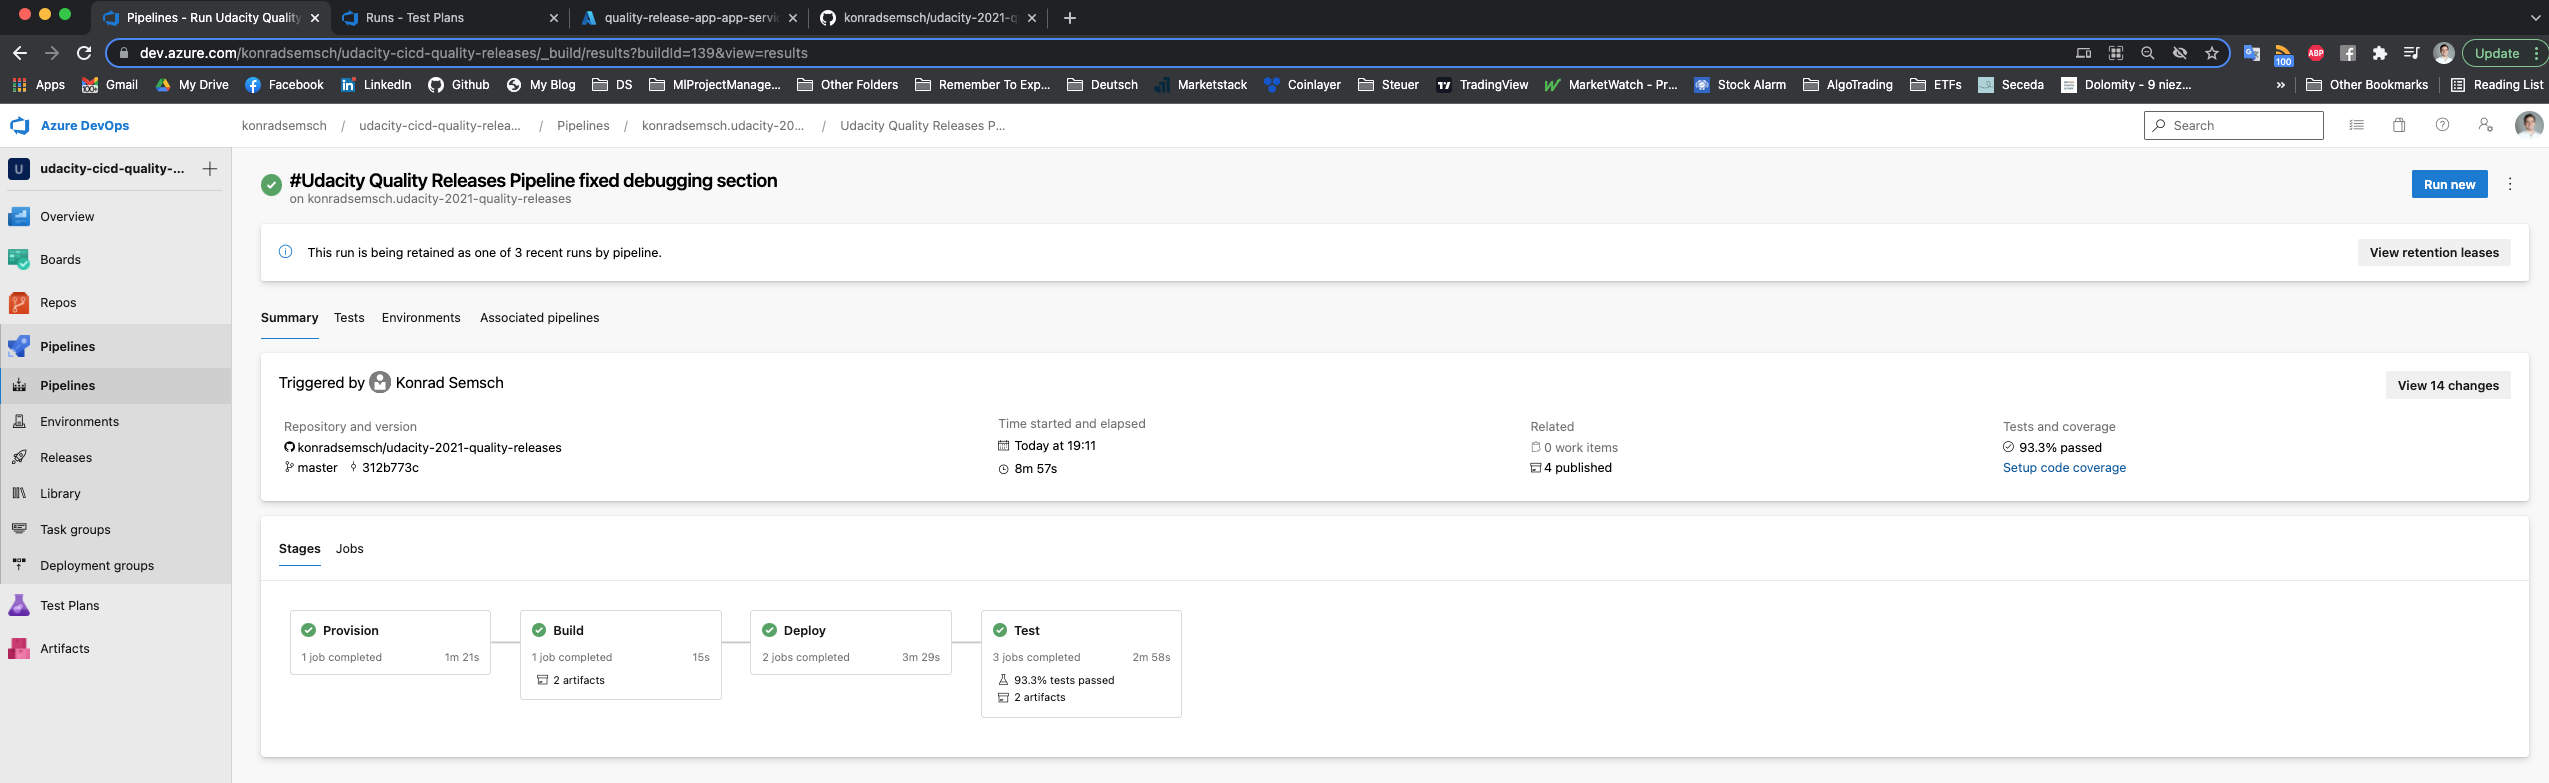 Pipelines - Run Udacity Quality
Runs - Test Plans
quality-release-app-app-servic
konradsemsch/udacity-2021-q
dev.azure.com/konradsemsch/udacity-cicd-quality-releases/_build/results?buildId=139&view=results
100
ABP
Update
Apps
100+
Gmail
My Drive
Facebook
LinkedIn
Github
My Blog
DS
MIProjectManage...
Other Folders
Remember To Exp...
Deutsch
Marketstack
Coinlayer
Steuer
TradingView
MarketWatch - Pr...
Stock Alarm
AlgoTrading
ETFs
Seceda
Dolomity - 9 niez...
»
Other Bookmarks
Reading List
Azure DevOps
konradsemsch / udacity-cicd-quality-relea... / Pipelines / konradsemsch.udacity-20... / Udacity Quality Releases P...
Search
U
udacity-cicd-quality-...
Overview
Boards
Repos
Pipelines
Pipelines
Environments
Releases
Library
Task groups
Deployment groups
Test Plans
Artifacts
#Udacity Quality Releases Pipeline fixed debugging section
on konradsemsch.udacity-2021-quality-releases
Run new
This run is being retained as one of 3 recent runs by pipeline.
View retention leases
Summary
Tests
Environments
Associated pipelines
Triggered by Konrad Semsch
View 14 changes
Repository and version
konradsemsch/udacity-2021-quality-releases
master 312b773c
Time started and elapsed
Today at 19:11
8m 57s
Related
0 work items
4 published
Tests and coverage
93.3% passed
Setup code coverage
Stages
Jobs
Provision
1 job completed 1m 21s
Build
1 job completed 15s
2 artifacts
Deploy
2 jobs completed 3m 29s
Test
3 jobs completed 2m 58s
93.3% tests passed
2 artifacts